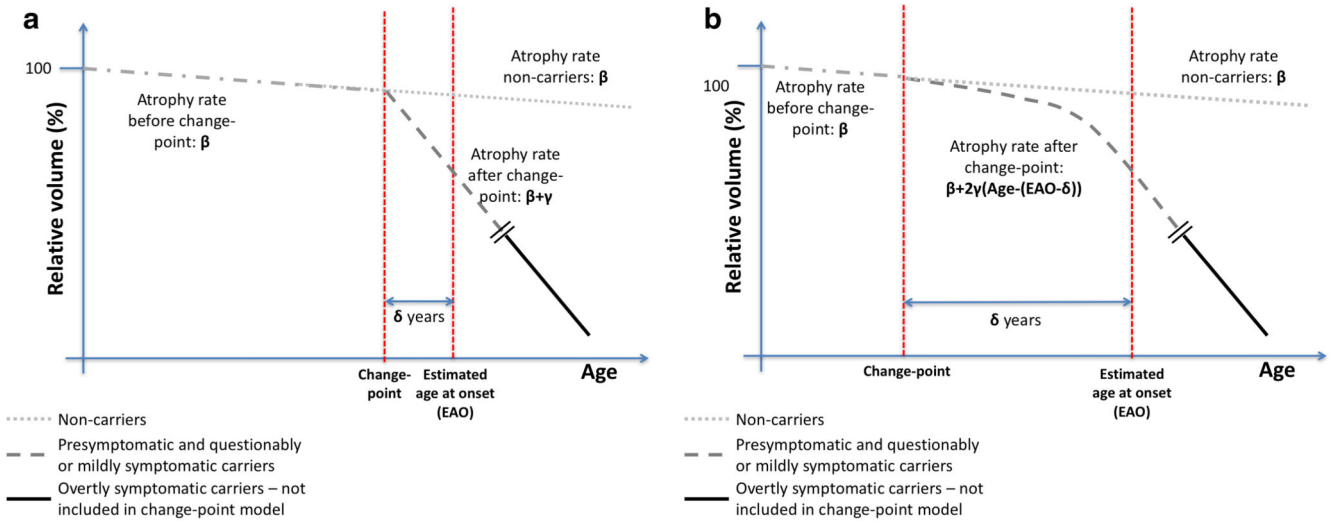 a
Relative volume (%)
100
Atrophy rate
before change-
point: β
Atrophy rate
non-carriers: β
Atrophy rate
after change-
point: β+γ
δ years
Change-
point
Estimated
age at onset
(EAO)
Age
Non-carriers
Presymptomatic and questionably
or mildly symptomatic carriers
Overtly symptomatic carriers – not
included in change-point model
b
Relative volume (%)
100
Atrophy rate
before change-
point: β
Atrophy rate
non-carriers: β
Atrophy rate after
change-point:
β+2γ(Age-(EAO-δ))
δ years
Change-point
Estimated
age at onset
(EAO)
Age
Non-carriers
Presymptomatic and questionably
or mildly symptomatic carriers
Overtly symptomatic carriers – not
included in change-point model